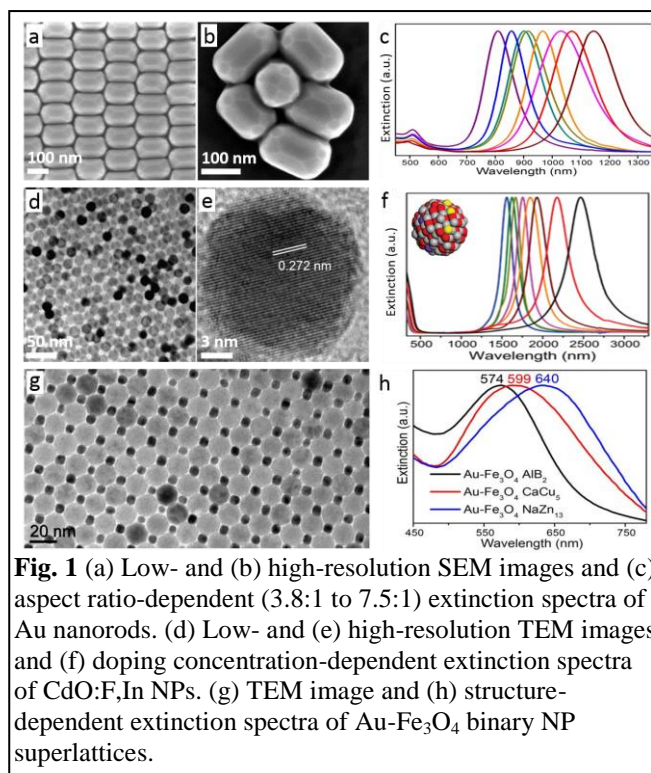 a
100 nm
b
100 nm
c
Extinction (a.u.)
500 600 700 800 900 1000 1100 1200 1300
Wavelength (nm)
d
50 nm
e
0.272 nm
3 nm
f
Extinction (a.u.)
500 1000 1500 2000 2500 3000
Wavelength (nm)
g
20 nm
h
574 599 640
Extinction (a.u.)
Au-Fe₃O₄ AlB₂
Au-Fe₃O₄ CaCu₅
Au-Fe₃O₄ NaZn₁₃
450 550 650 750
Wavelength (nm)
Fig. 1 (a) Low- and (b) high-resolution SEM images and (c)
aspect ratio-dependent (3.8:1 to 7.5:1) extinction spectra of
Au nanorods. (d) Low- and (e) high-resolution TEM images
and (f) doping concentration-dependent extinction spectra
of CdO:F,In NPs. (g) TEM image and (h) structure-
dependent extinction spectra of Au-Fe₃O₄ binary NP
superlattices.